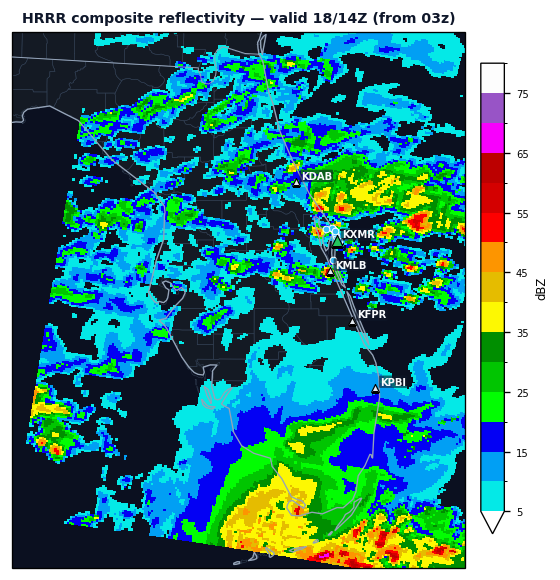 HRRR composite reflectivity — valid 18/14Z (from 03z)
KDAB
KXMR
KMLB
KFPR
KPBI
75
65
55
45
35
25
15
5
dBZ